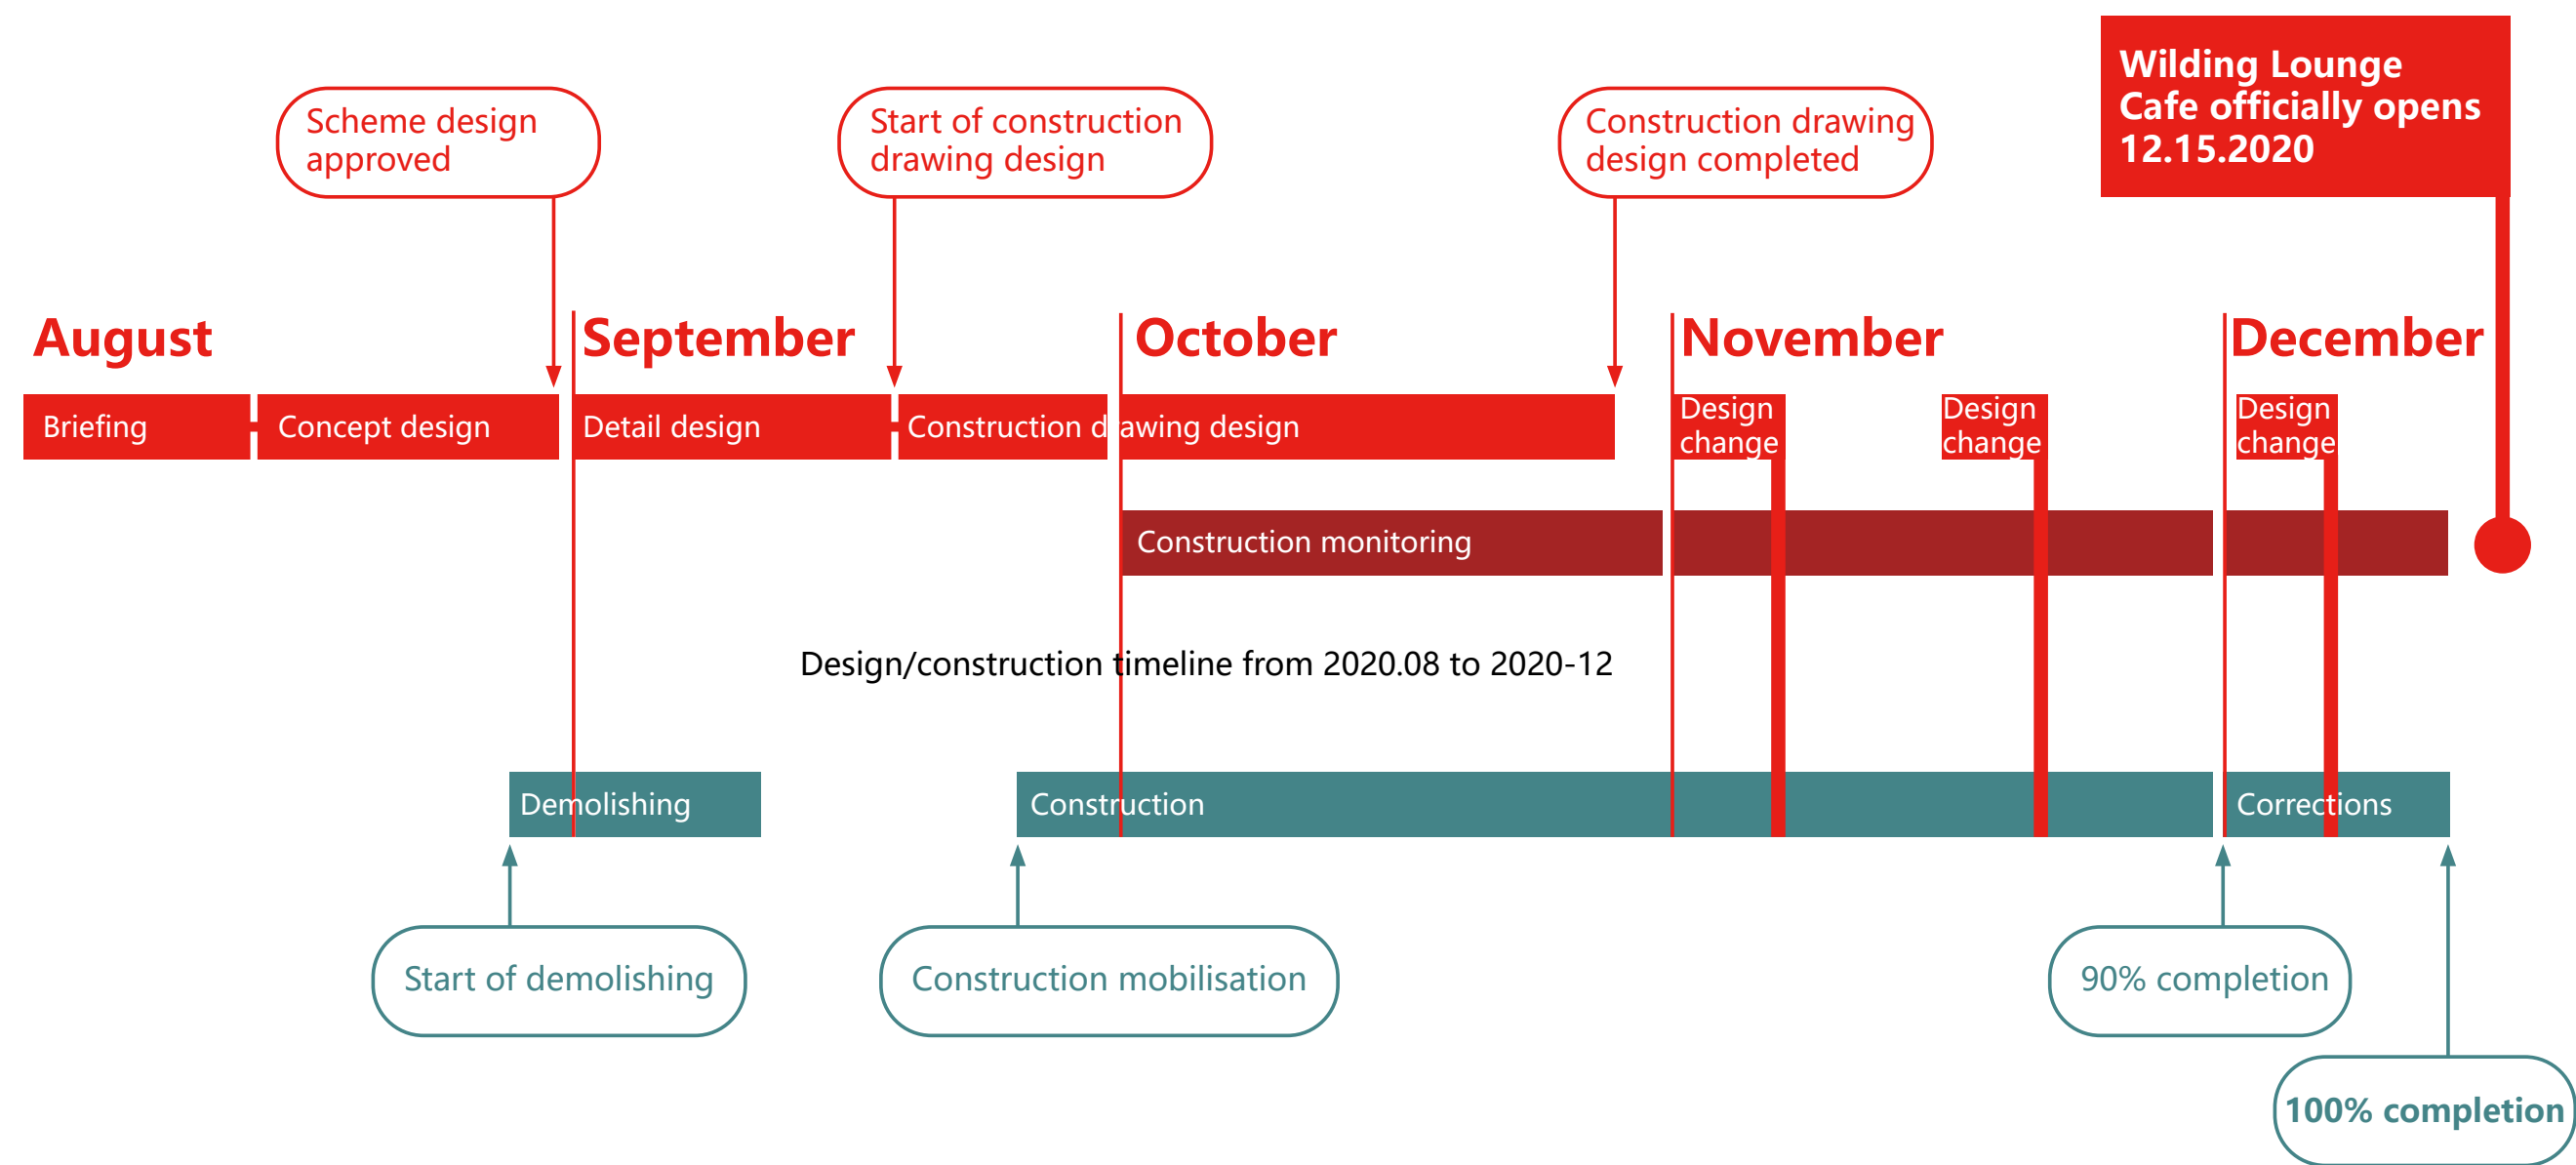 Wilding Lounge
Cafe officially opens
12.15.2020
Scheme design
approved
Start of construction
drawing design
Construction drawing
design completed
August
September
October
November
December
Briefing
Concept design
Detail design
Construction drawing design
Design
change
Design
change
Design
change
Construction monitoring
Design/construction timeline from 2020.08 to 2020-12
Demolishing
Construction
Corrections
Start of demolishing
Construction mobilisation
90% completion
100% completion